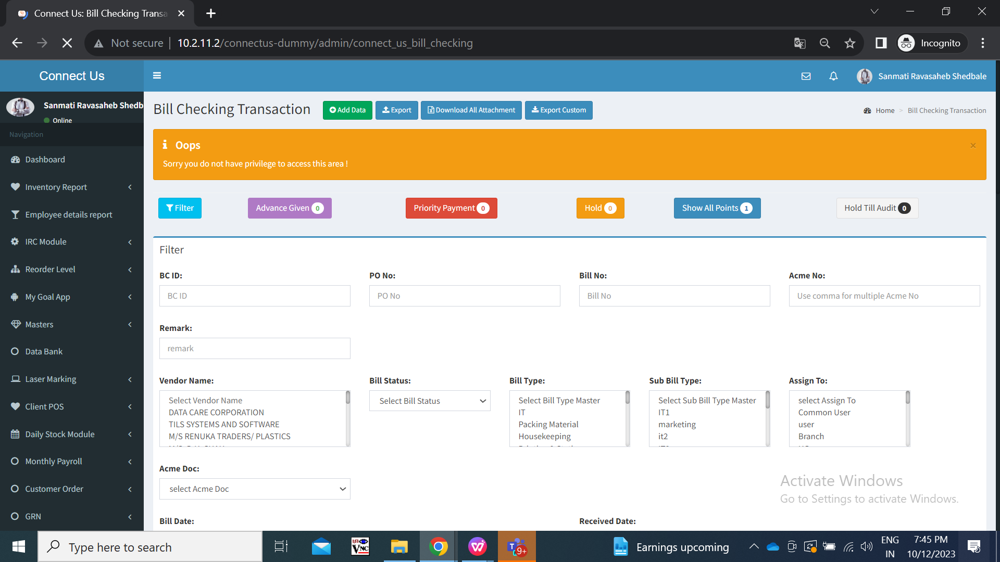 Connect Us: Bill Checking Transa
Not secure
10.2.11.2/connectus-dummy/admin/connect_us_bill_checking
Incognito
Connect Us
Sanmati Ravasaheb Shedbale
Sanmati Ravasaheb Shedb
Online
Navigation
Dashboard
Inventory Report
Employee details report
IRC Module
Reorder Level
My Goal App
Masters
Data Bank
Laser Marking
Client POS
Daily Stock Module
Monthly Payroll
Customer Order
GRN
Bill Checking Transaction
Add Data
Export
Download All Attachment
Export Custom
Home > Bill Checking Transaction
Oops
×
Sorry you do not have privilege to access this area !
Filter
Advance Given 0
Priority Payment 0
Hold 0
Show All Points 1
Hold Till Audit 0
Filter
BC ID:
PO No:
Bill No:
Acme No:
BC ID
PO No
Bill No
Use comma for multiple Acme No
Remark:
remark
Vendor Name:
Bill Status:
Bill Type:
Sub Bill Type:
Assign To:
Select Vendor Name
DATA CARE CORPORATION
TILS SYSTEMS AND SOFTWARE
M/S RENUKA TRADERS/ PLASTICS
Select Bill Status
Select Bill Type Master
IT
Packing Material
Housekeeping
Select Sub Bill Type Master
IT1
marketing
it2
select Assign To
Common User
user
Branch
Acme Doc:
select Acme Doc
Bill Date:
Received Date:
Activate Windows
Go to Settings to activate Windows.
Type here to search
VNC
T
9+
Earnings upcoming
ENG
IN
7:45 PM
10/12/2023